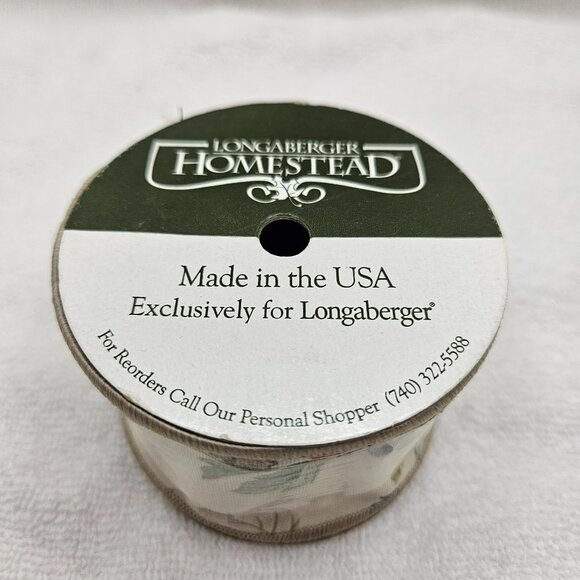 LONGABERGER
HOMESTEAD
Made in the USA
Exclusively for Longaberger®
For Reorders Call Our Personal Shopper (740) 322-5588